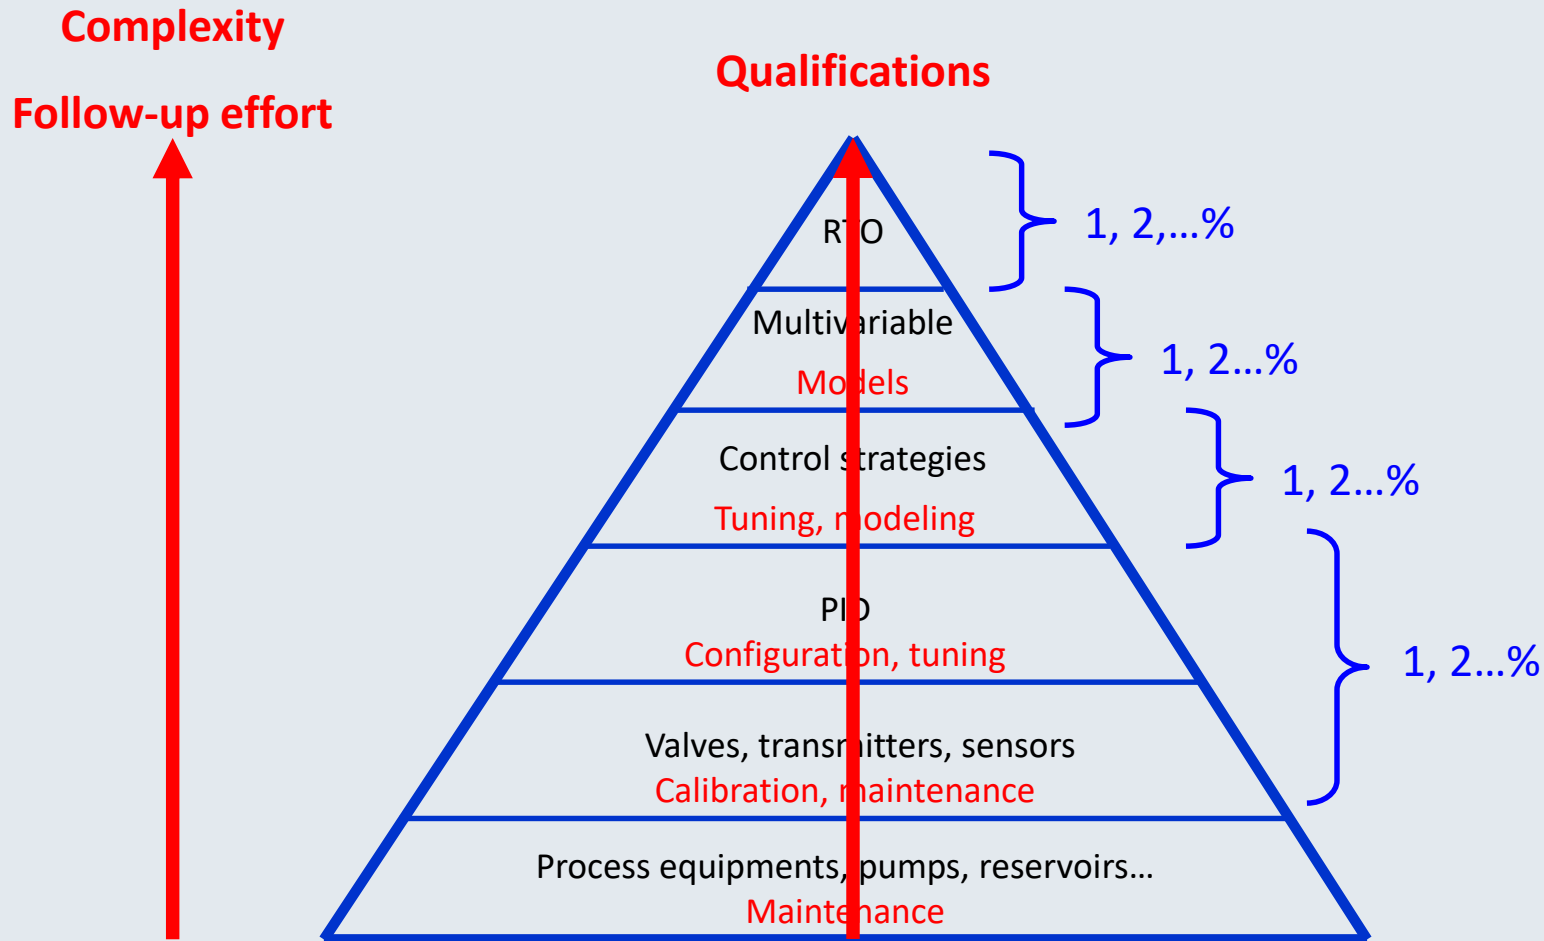 Complexity
Follow-up effort
Qualifications
RTO
1, 2,...%
Multivariable
Models
1, 2...%
Control strategies
Tuning, modeling
1, 2...%
PID
Configuration, tuning
1, 2...%
Valves, transmitters, sensors
Calibration, maintenance
Process equipments, pumps, reservoirs...
Maintenance